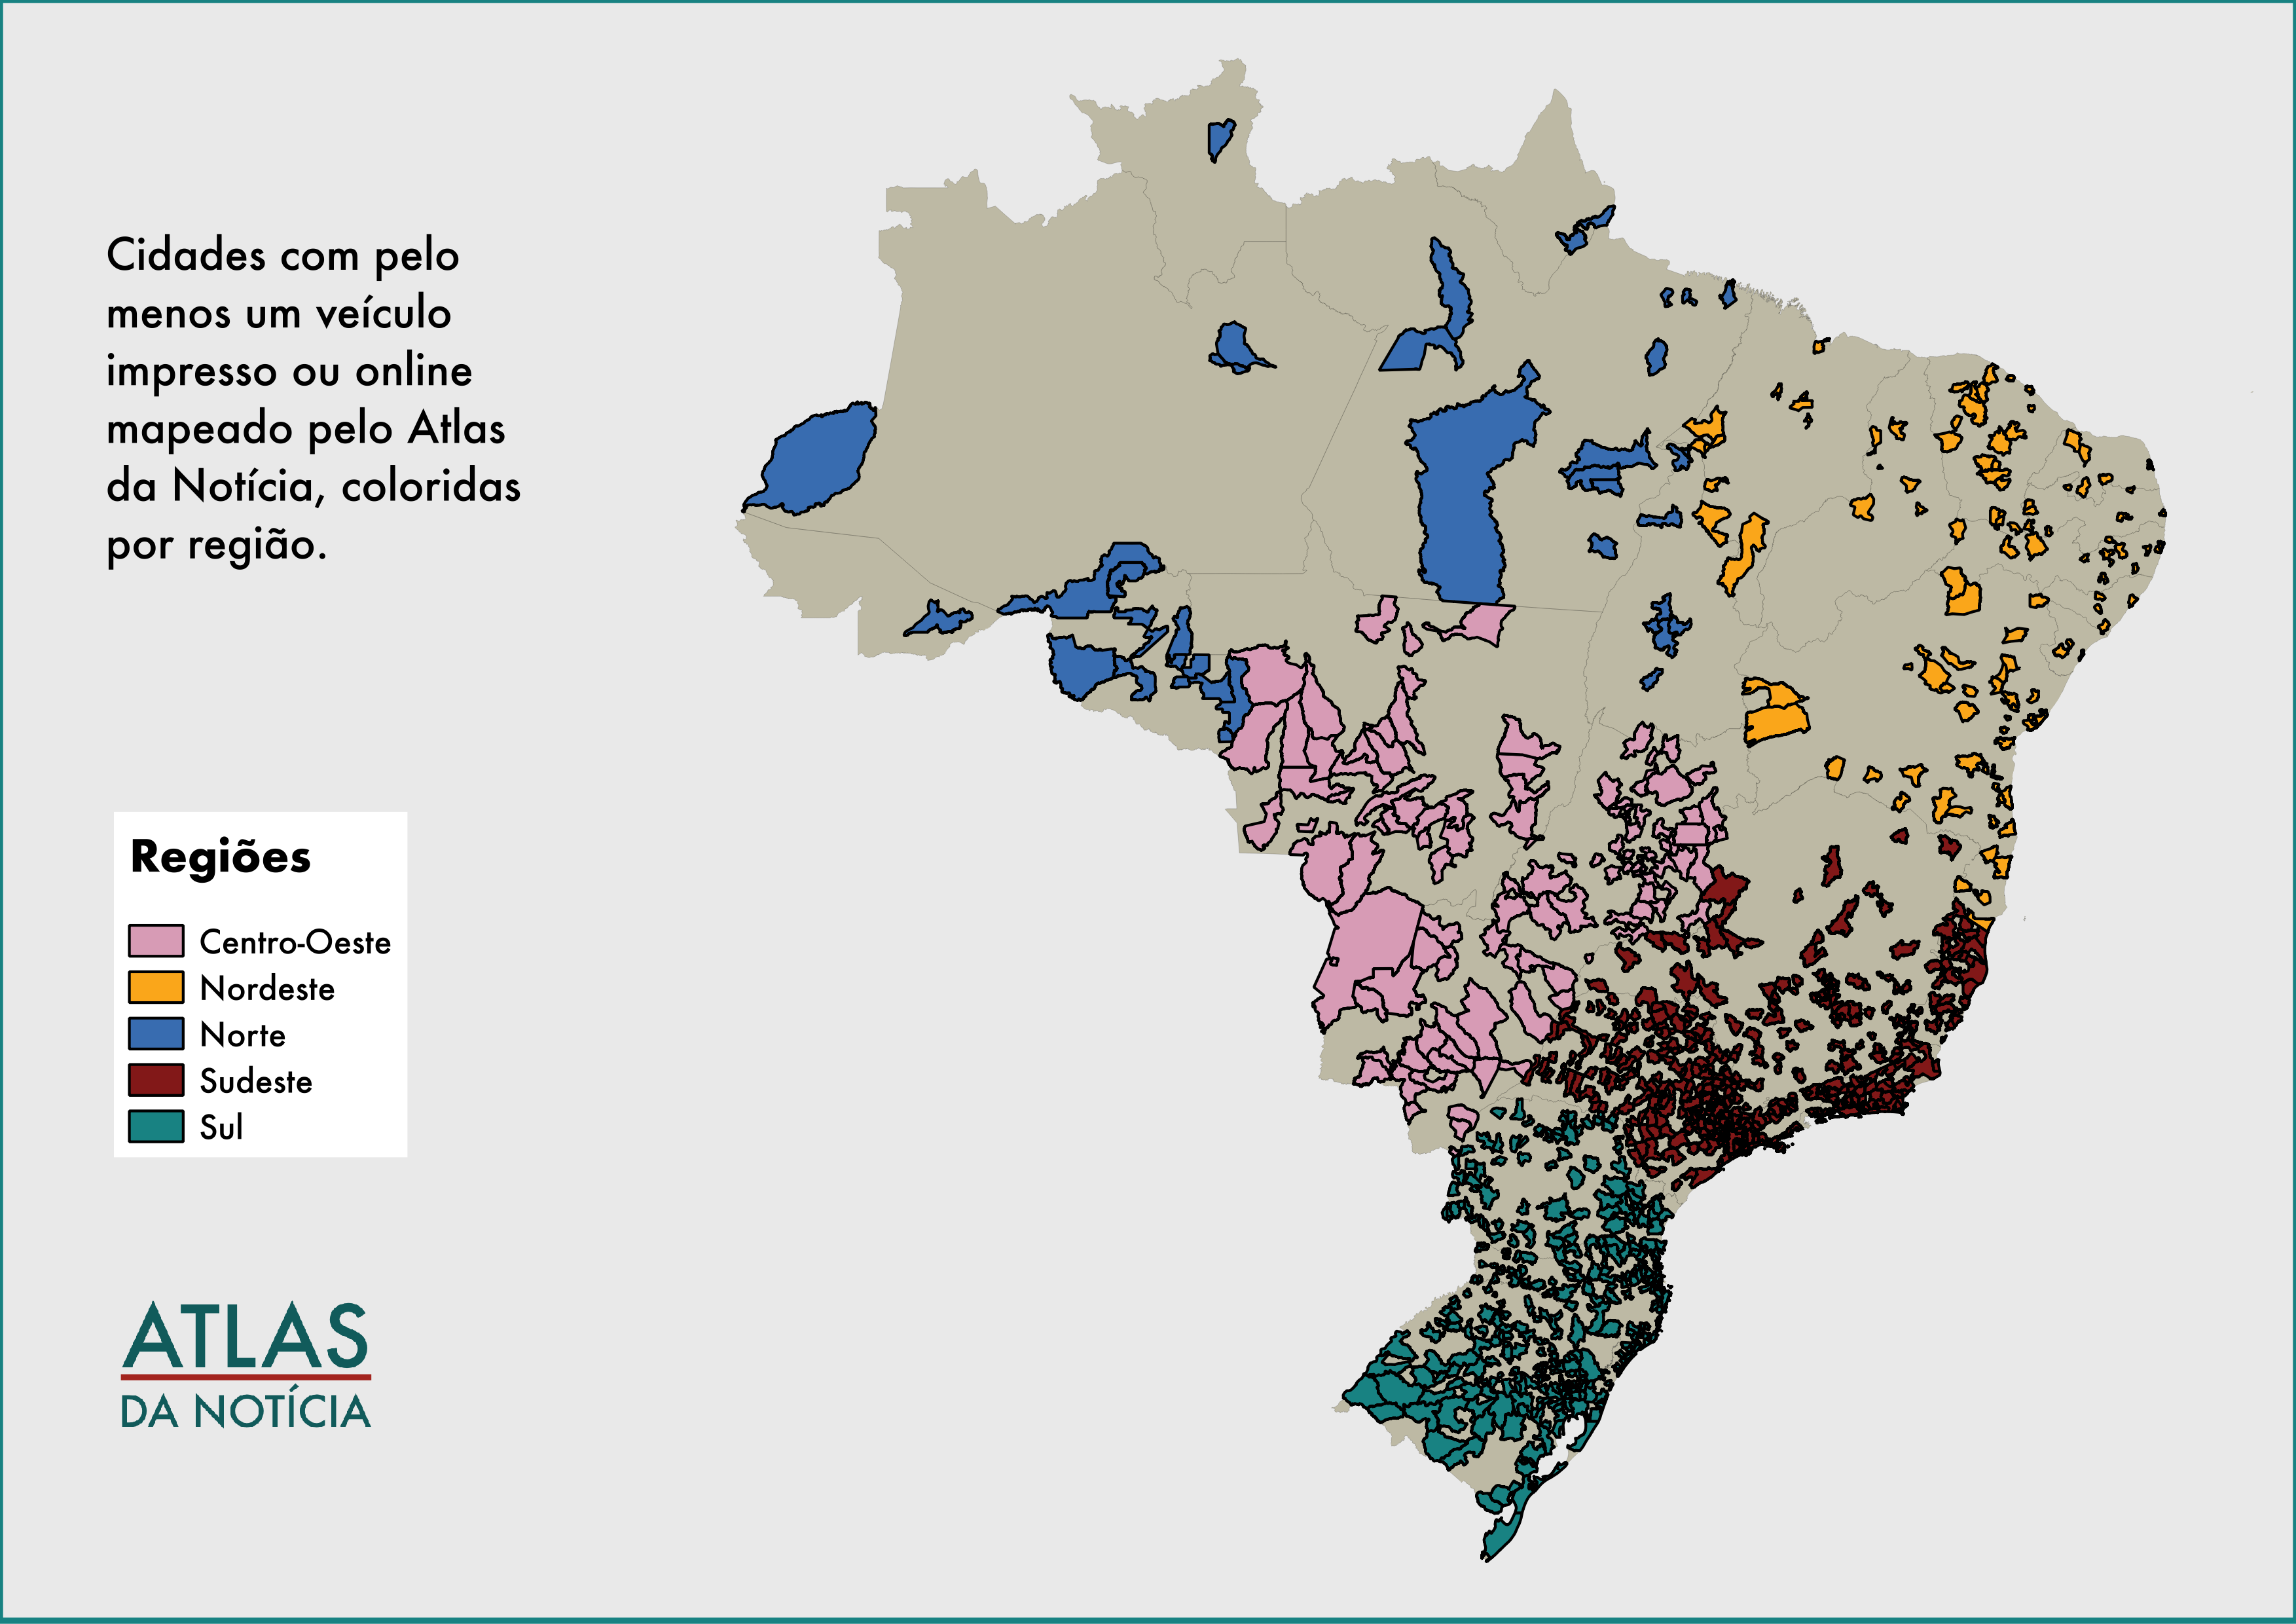 Cidades com pelo
menos um veículo
impresso ou online
mapeado pelo Atlas
da Notícia, coloridas
por região.
Regiões
Centro-Oeste
Nordeste
Norte
Sudeste
Sul
ATLAS
DA NOTÍCIA